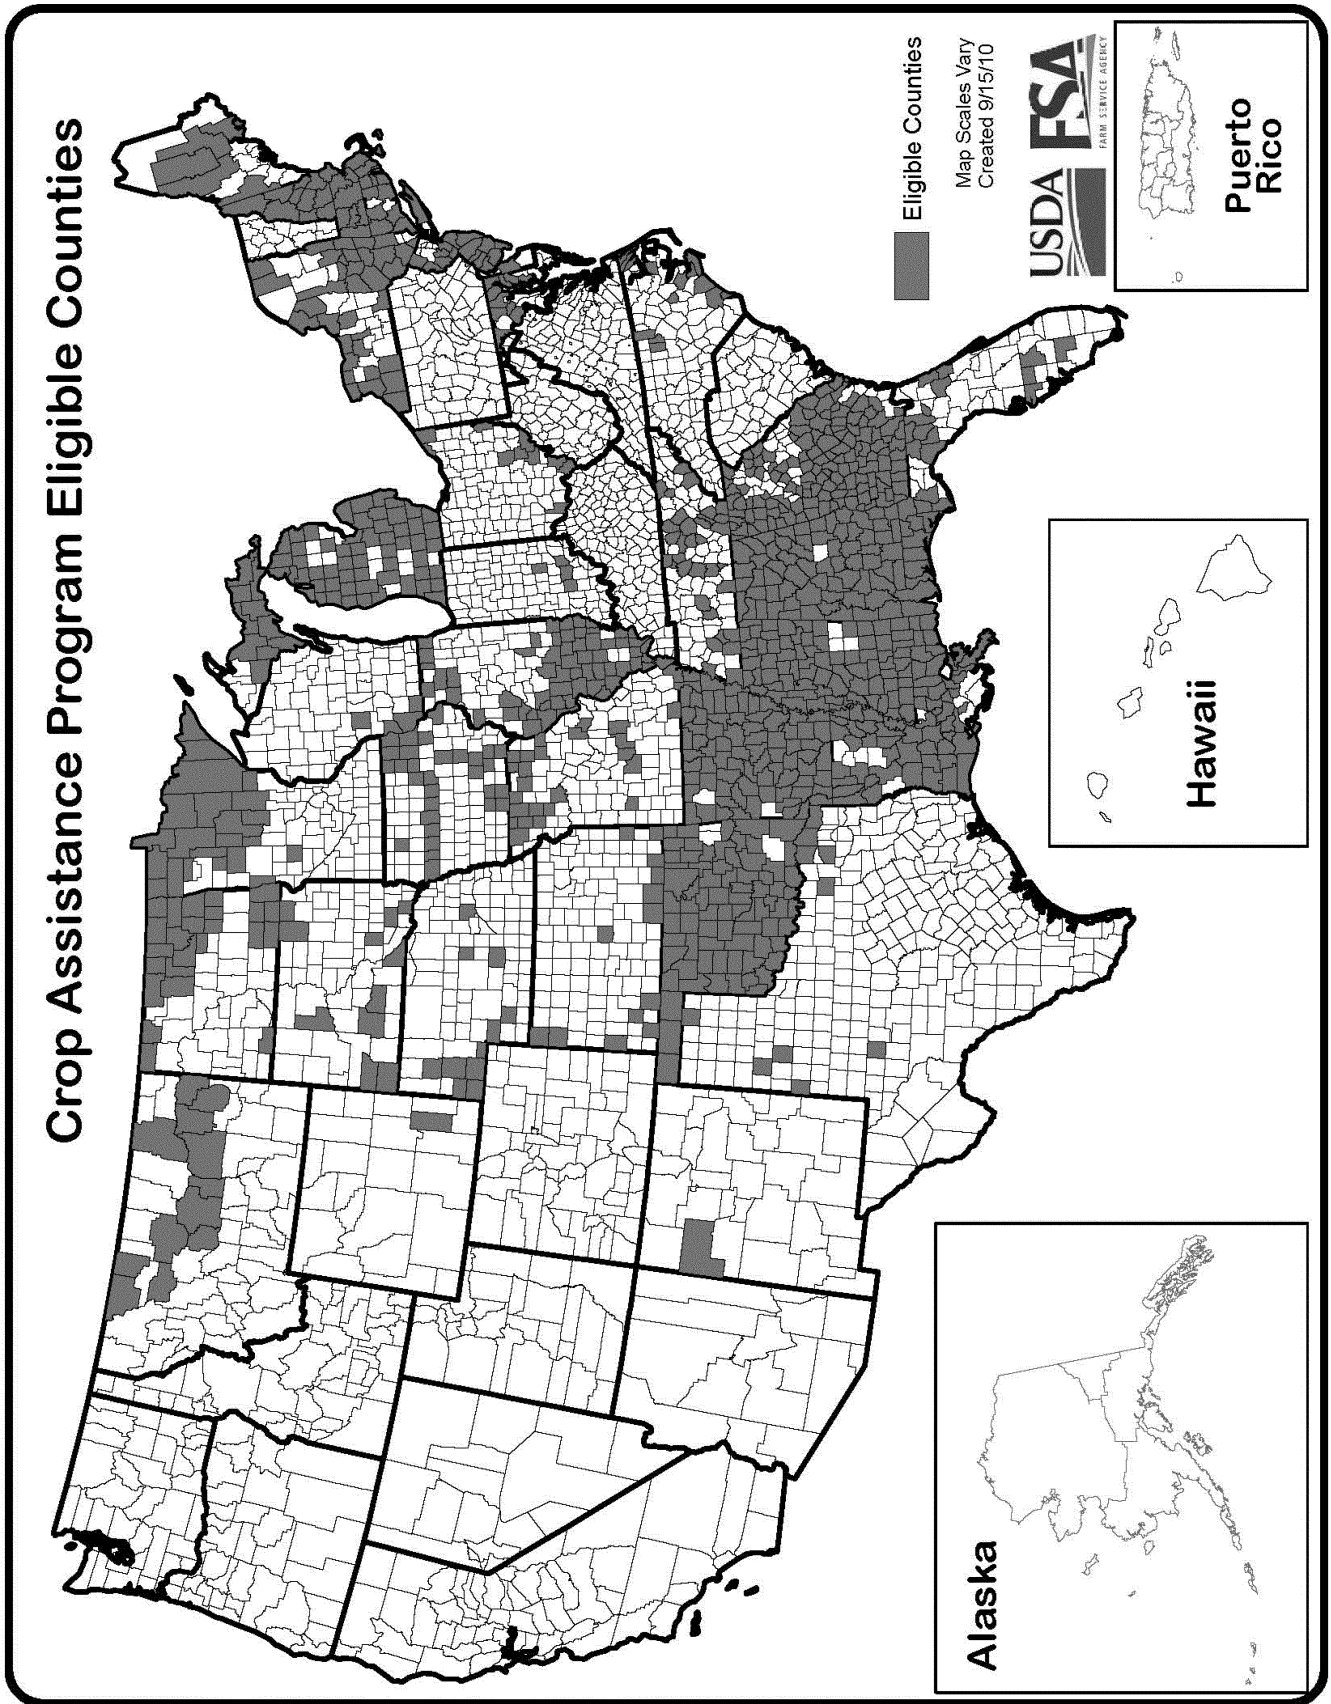 Crop Assistance Program Eligible Counties
Eligible Counties
Map Scales Vary
Created 9/15/10
USDA
FSA
FARM SERVICE AGENCY
Alaska
Hawaii
Puerto
Rico